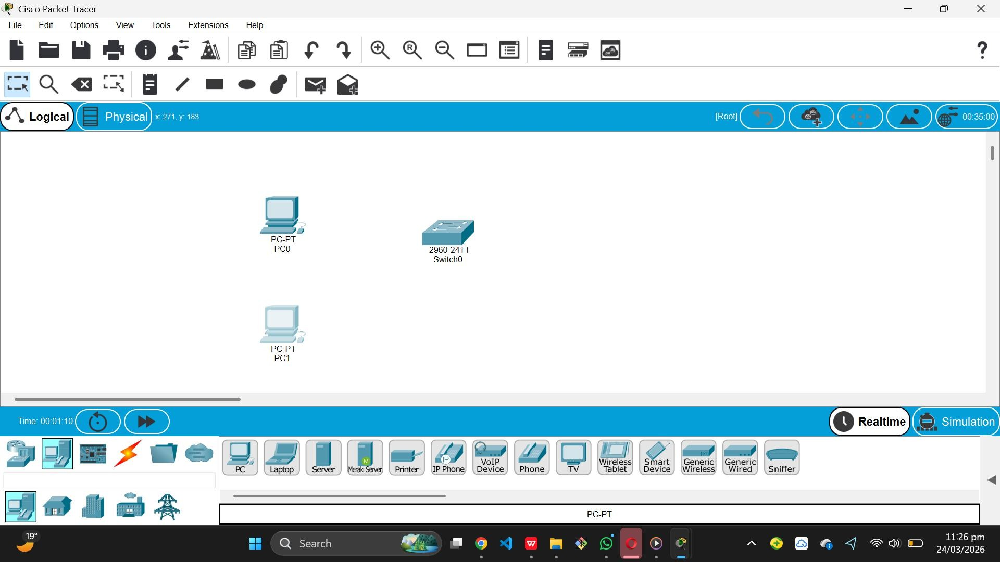 Cisco Packet Tracer
File Edit Options View Tools Extensions Help
Logical Physical x: 271, y: 183 [Root] 00:35:00
PC-PT
PC0
2960-24TT
Switch0
PC-PT
PC1
Time: 00:01:10 Realtime Simulation
PC Laptop Server Meraki Server Printer IP Phone VoIP Device Phone TV Wireless Tablet Smart Device Generic Wireless Generic Wired Sniffer
PC-PT
19°
Search
11:26 pm
24/03/2026